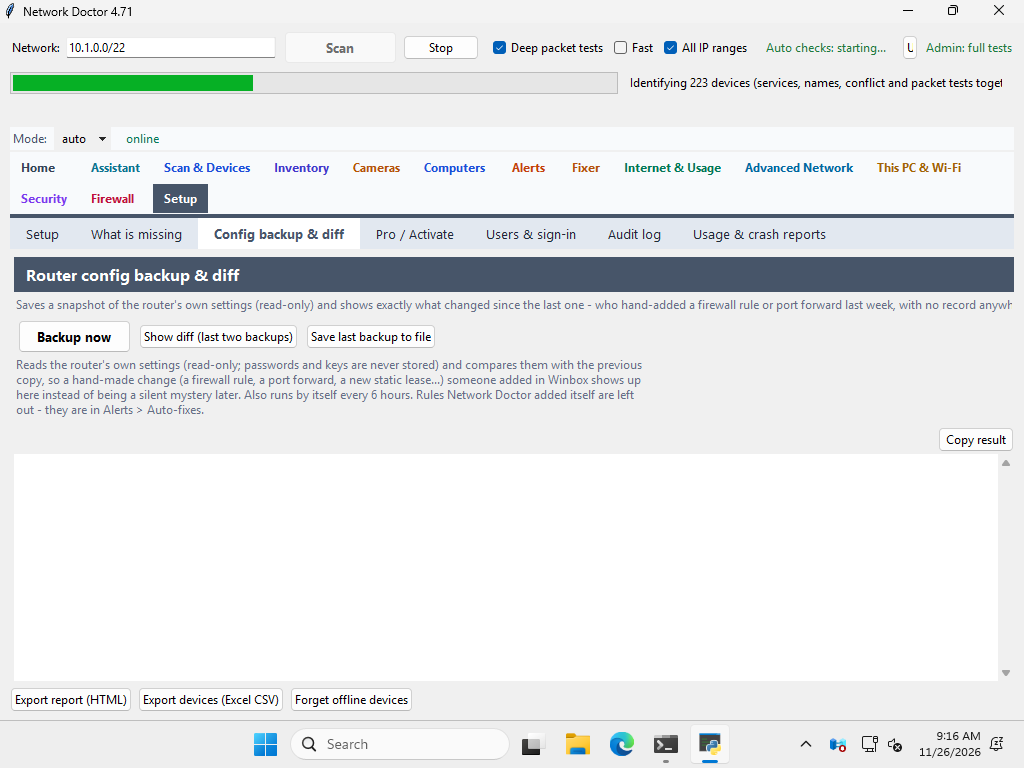 Network Doctor 4.71
Network: 10.1.0.0/22 Scan Stop Deep packet tests Fast All IP ranges Auto checks: starting... Admin: full tests
Identifying 223 devices (services, names, conflict and packet tests toget
Mode: auto online
Home Assistant Scan & Devices Inventory Cameras Computers Alerts Fixer Internet & Usage Advanced Network This PC & Wi-Fi
Security Firewall Setup
Setup What is missing Config backup & diff Pro / Activate Users & sign-in Audit log Usage & crash reports
Router config backup & diff
Saves a snapshot of the router's own settings (read-only) and shows exactly what changed since the last one - who hand-added a firewall rule or port forward last week, with no record anywh
Backup now Show diff (last two backups) Save last backup to file
Reads the router's own settings (read-only; passwords and keys are never stored) and compares them with the previous
copy, so a hand-made change (a firewall rule, a port forward, a new static lease...) someone added in Winbox shows up
here instead of being a silent mystery later. Also runs by itself every 6 hours. Rules Network Doctor added itself are left
out - they are in Alerts > Auto-fixes.
Copy result
Export report (HTML) Export devices (Excel CSV) Forget offline devices
Search
9:16 AM
11/26/2026